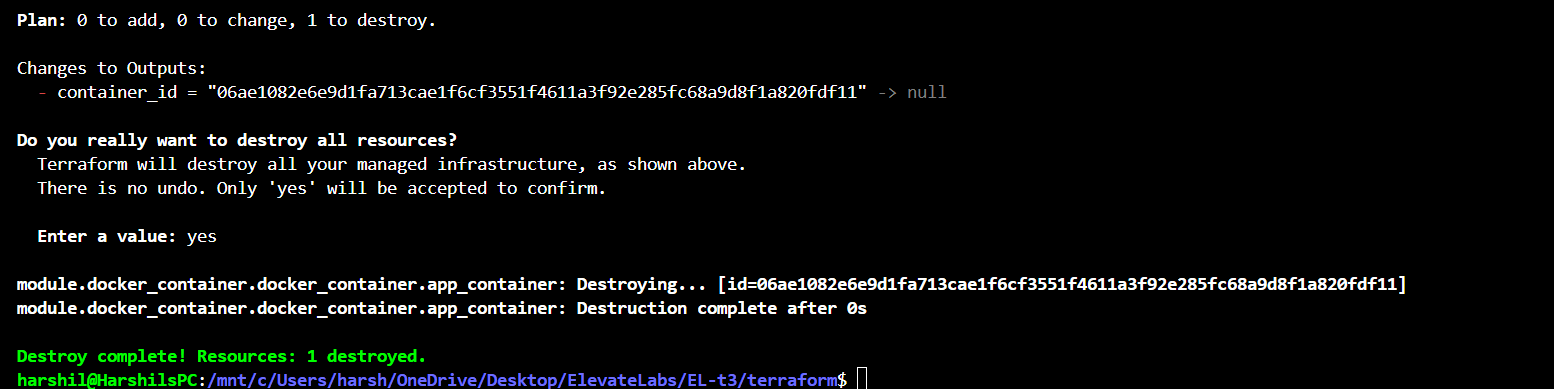 Plan: 0 to add, 0 to change, 1 to destroy.
Changes to Outputs:
- container_id = "06ae1082e6e9d1fa713cae1f6cf3551f4611a3f92e285fc68a9d8f1a820fdf11" -> null
Do you really want to destroy all resources?
Terraform will destroy all your managed infrastructure, as shown above.
There is no undo. Only 'yes' will be accepted to confirm.
Enter a value: yes
module.docker_container.docker_container.app_container: Destroying... [id=06ae1082e6e9d1fa713cae1f6cf3551f4611a3f92e285fc68a9d8f1a820fdf11]
module.docker_container.docker_container.app_container: Destruction complete after 0s
Destroy complete! Resources: 1 destroyed.
harshil@HarshilsPC:/mnt/c/Users/harsh/OneDrive/Desktop/ElevateLabs/EL-t3/terraform$